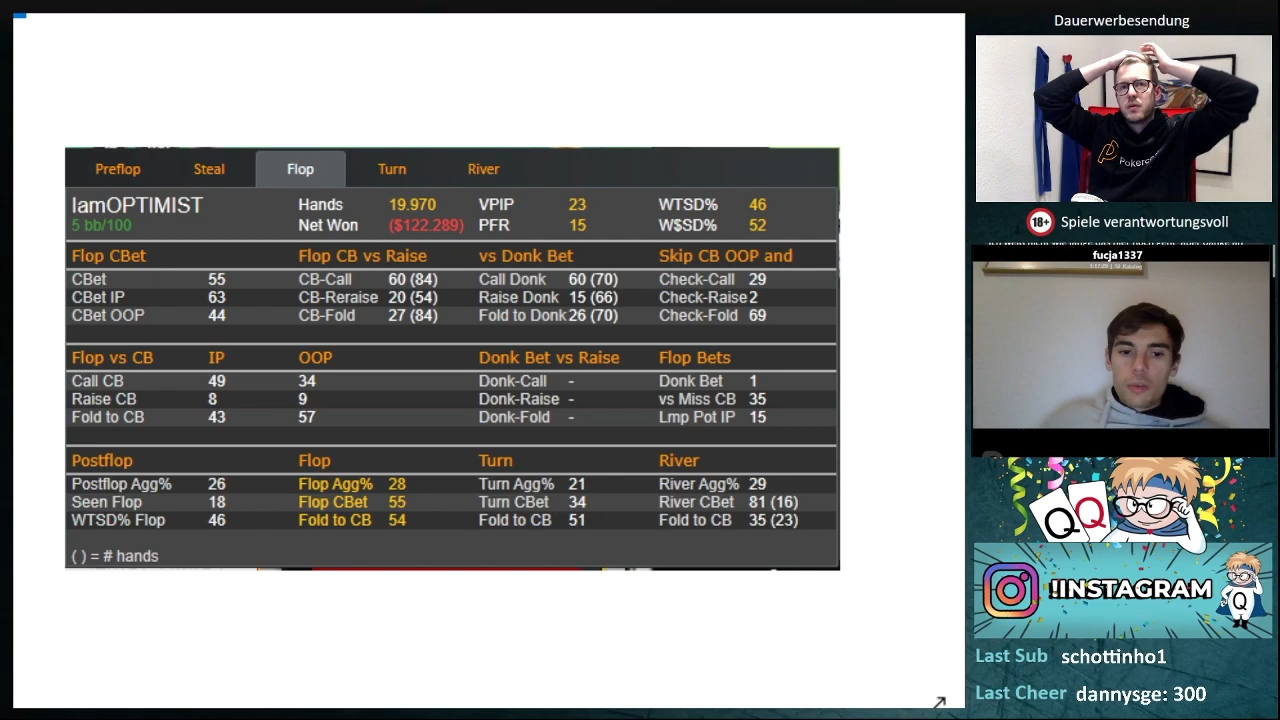 Dauerwerbesendung
Preflop Steal Flop Turn River
IamOPTIMIST Hands 19.970 VPIP 23 WTSD% 46
5 bb/100 Net Won ($122.289) PFR 15 W$SD% 52
Flop CBet Flop CB vs Raise vs Donk Bet Skip CB OOP and
CBet 55 CB-Call 60 (84) Call Donk 60 (70) Check-Call 29
CBet IP 63 CB-Reraise 20 (54) Raise Donk 15 (66) Check-Raise 2
CBet OOP 44 CB-Fold 27 (84) Fold to Donk 26 (70) Check-Fold 69
Flop vs CB IP OOP Donk Bet vs Raise Flop Bets
Call CB 49 34 Donk-Call - Donk Bet 1
Raise CB 8 9 Donk-Raise - vs Miss CB 35
Fold to CB 43 57 Donk-Fold - Lmp Pot IP 15
Postflop Flop Turn River
Postflop Agg% 26 Flop Agg% 28 Turn Agg% 21 River Agg% 29
Seen Flop 18 Flop CBet 55 Turn CBet 34 River CBet 81 (16)
WTSD% Flop 46 Fold to CB 54 Fold to CB 51 Fold to CB 35 (23)
( ) = # hands
18+ Spiele verantwortungsvoll
fucja1337
Q Q
!INSTAGRAM
Q
Last Sub schottinho1
Last Cheer dannysge: 300